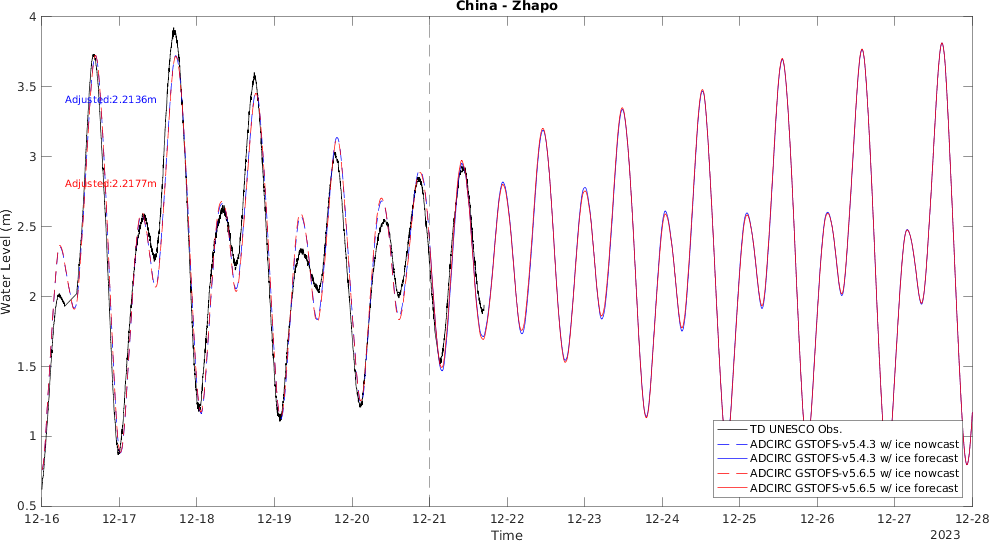 China - Zhapo
4
3.5
3
2.5
2
1.5
1
0.5
Water Level (m)
Adjusted:2.2136m
Adjusted:2.2177m
TD UNESCO Obs.
ADCIRC GSTOFS-v5.4.3 w/ ice nowcast
ADCIRC GSTOFS-v5.4.3 w/ ice forecast
ADCIRC GSTOFS-v5.6.5 w/ ice nowcast
ADCIRC GSTOFS-v5.6.5 w/ ice forecast
12-16 12-17 12-18 12-19 12-20 12-21 12-22 12-23 12-24 12-25 12-26 12-27 12-28
Time
2023